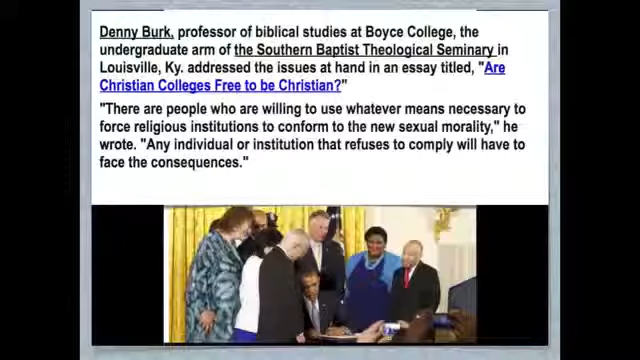 Denny Burk, professor of biblical studies at Boyce College, the
undergraduate arm of the Southern Baptist Theological Seminary in
Louisville, Ky. addressed the issues at hand in an essay titled, "Are
Christian Colleges Free to be Christian?"
"There are people who are willing to use whatever means necessary to
force religious institutions to conform to the new sexual morality," he
wrote. "Any individual or institution that refuses to comply will have to
face the consequences."